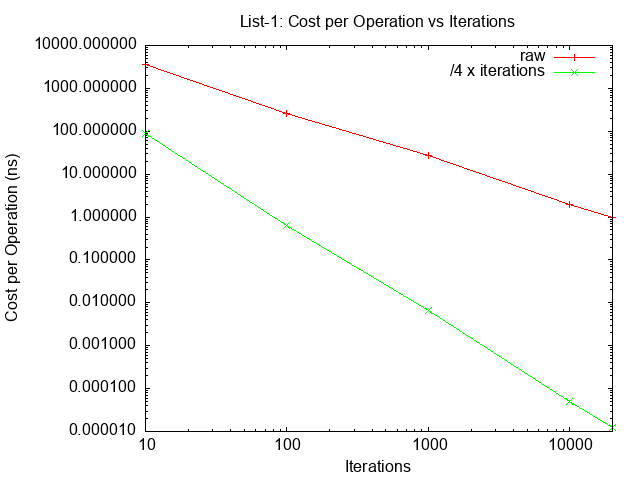 List-1: Cost per Operation vs Iterations
raw
/4 x iterations
Cost per Operation (ns)
10000.000000
1000.000000
100.000000
10.000000
1.000000
0.100000
0.010000
0.001000
0.000100
0.000010
10
100
1000
10000
Iterations